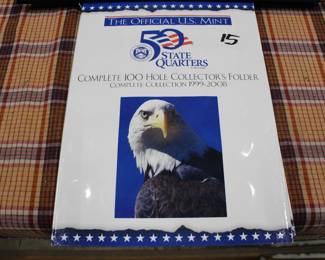 THE OFFICIAL U.S. MINT
50
15
STATE
QUARTERS
COMPLETE 100 HOLE COLLECTOR'S FOLDER
COMPLETE COLLECTION 1999-2008